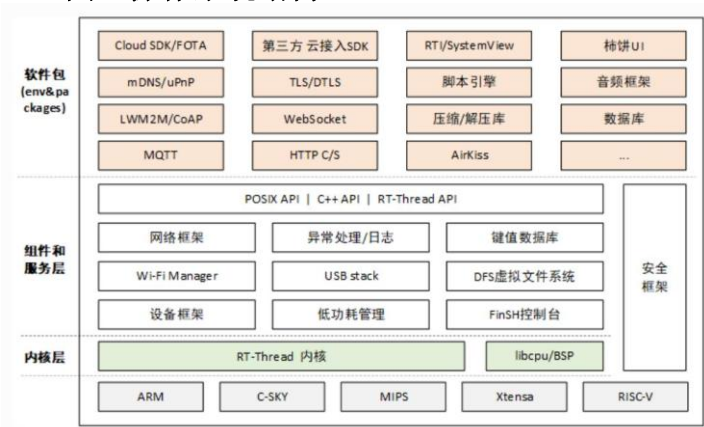 Cloud SDK/FOTA
第三方 云接入SDK
RTI/SystemView
柿饼UI
软件包
(env&pa
ckages)
mDNS/uPnP
TLS/DTLS
脚本引擎
音频框架
LWM2M/CoAP
WebSocket
压缩/解压库
数据库
MQTT
HTTP C/S
AirKiss
...
POSIX API | C++ API | RT-Thread API
组件和
服务层
网络框架
异常处理/日志
键值数据库
Wi-Fi Manager
USB stack
DFS虚拟文件系统
设备框架
低功耗管理
FinSH控制台
安全
框架
内核层
RT-Thread 内核
libcpu/BSP
ARM
C-SKY
MIPS
Xtensa
RISC-V